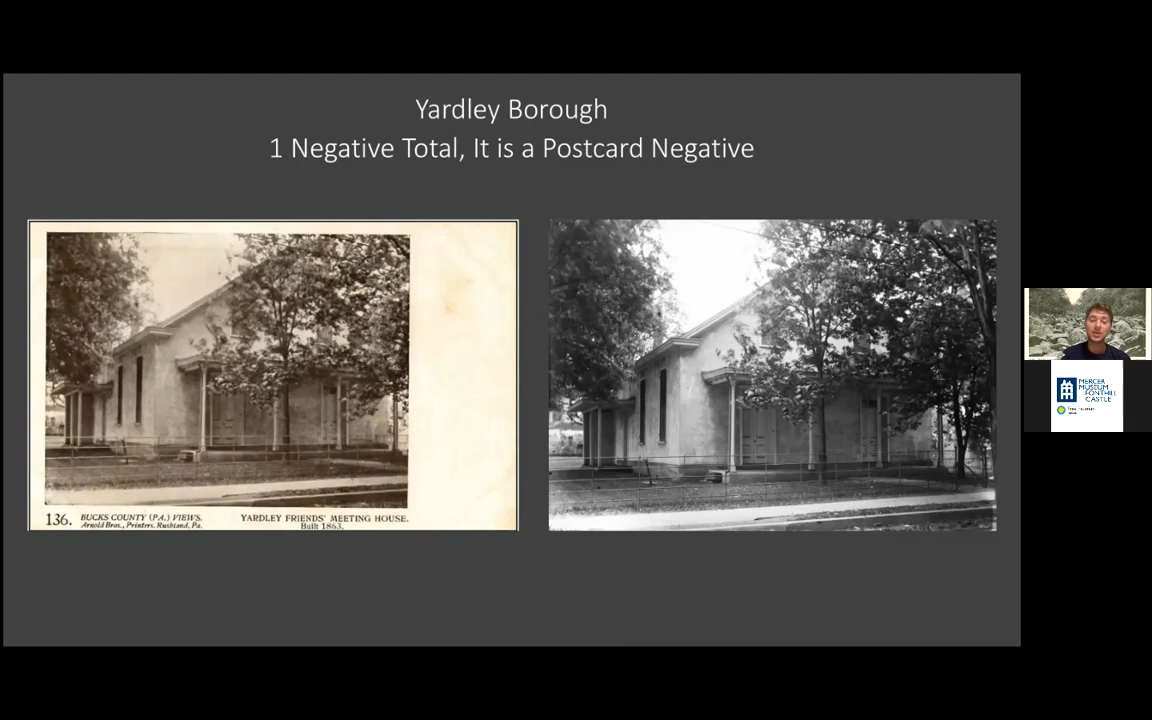 Yardley Borough
1 Negative Total, It is a Postcard Negative
136.
BUCKS COUNTY (PA.) VIEWS.
Arnold Bros., Printers, Rushland, Pa.
YARDLEY FRIENDS' MEETING HOUSE.
Built 1863.
MERCER
MUSEUM
FONTHILL
CASTLE